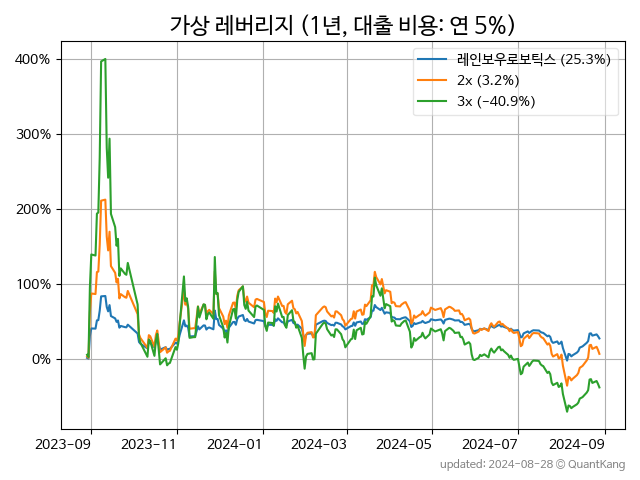 가상 레버리지 (1년, 대출 비용: 연 5%)
레인보우로보틱스 (25.3%)
2x (3.2%)
3x (−40.9%)
400%
300%
200%
100%
0%
2023-09 2023-11 2024-01 2024-03 2024-05 2024-07 2024-09
updated: 2024-08-28 © QuantKang